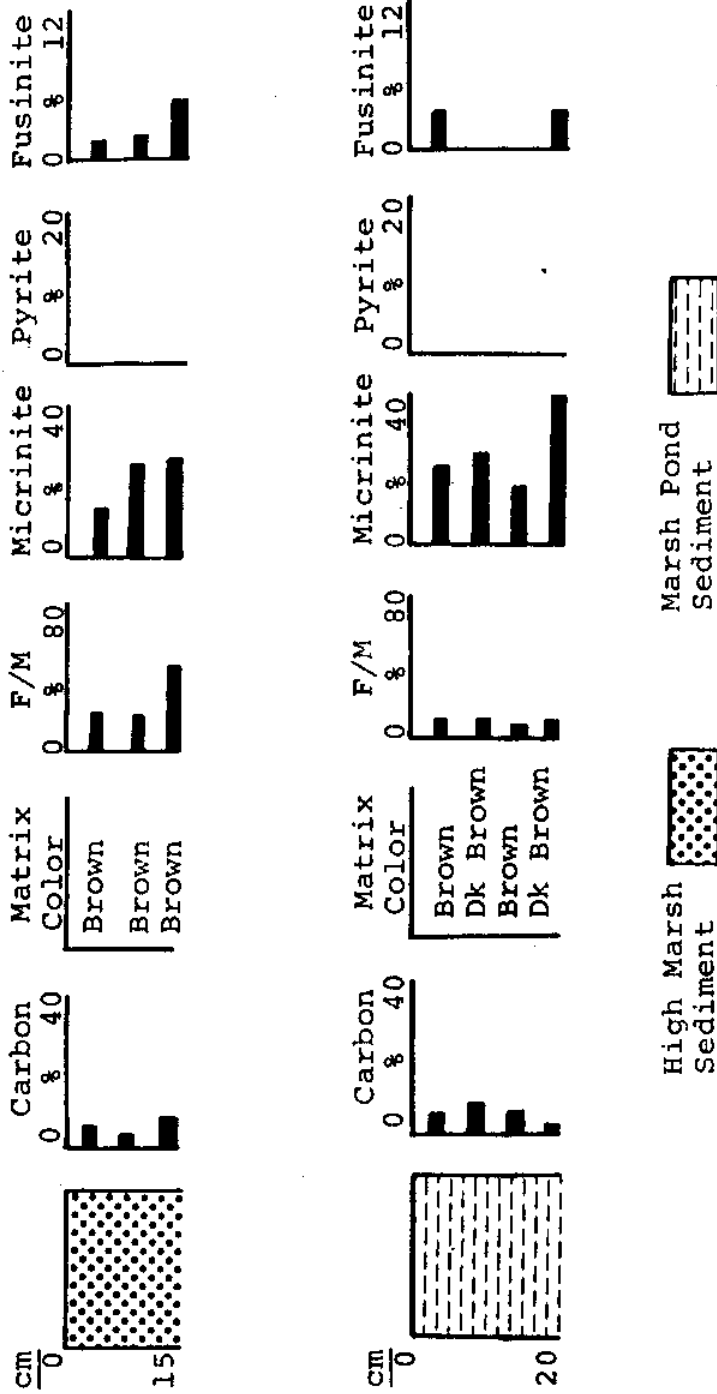 cm
0
15
Carbon
0 % 40
Matrix
Color
Brown
Brown
Brown
F/M
0 % 80
Micrinite
0 % 40
Pyrite
0 % 20
Fusinite
0 % 12
cm
0
20
Carbon
0 % 40
Matrix
Color
Brown
Dk Brown
Brown
Dk Brown
F/M
0 % 80
Micrinite
0 % 40
Pyrite
0 % 20
Fusinite
0 % 12
High Marsh
Sediment
Marsh Pond
Sediment